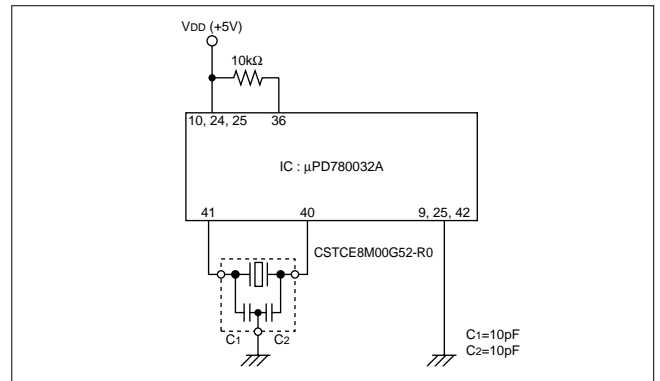 VDD (+5V)
10kΩ
10, 24, 25 36
IC : μPD780032A
41 40 9, 25, 42
CSTCE8M00G52-R0
C1 C2
C1=10pF
C2=10pF